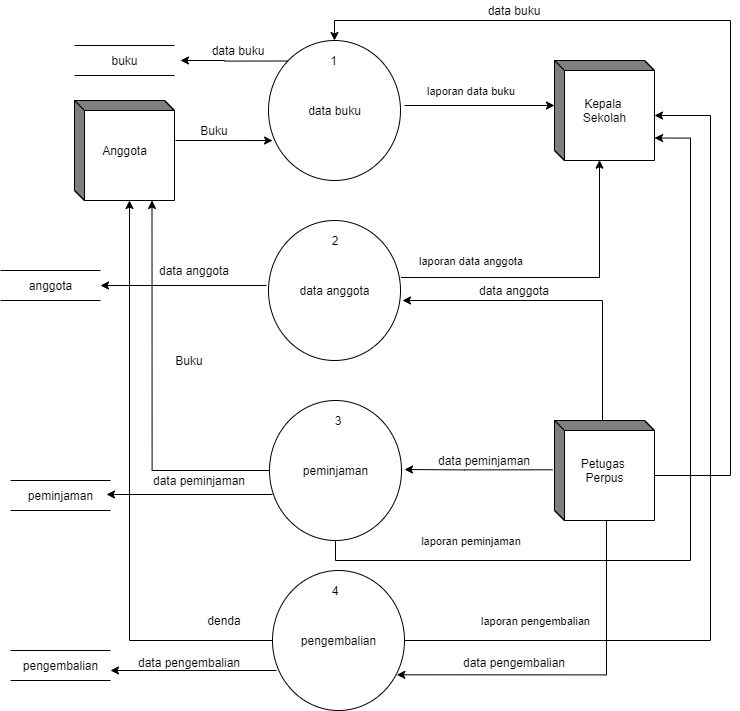 data buku
data buku
buku
1
data buku
laporan data buku
Kepala
Sekolah
Buku
Anggota
2
data anggota
laporan data anggota
data anggota
anggota
data anggota
Buku
3
peminjaman
data peminjaman
Petugas
Perpus
data peminjaman
peminjaman
laporan peminjaman
4
pengembalian
denda
laporan pengembalian
data pengembalian
pengembalian
data pengembalian